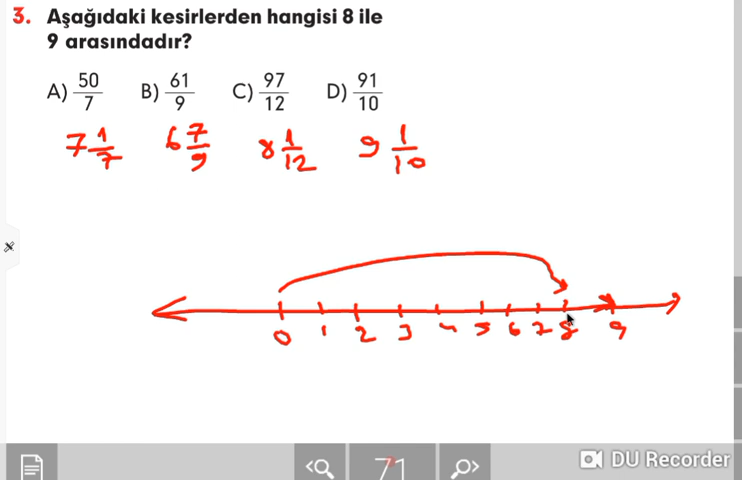 3. Aşağıdaki kesirlerden hangisi 8 ile
9 arasındadır?
A) 50/7 B) 61/9 C) 97/12 D) 91/10
7 1/7 6 7/9 8 1/12 9 1/10
0 1 2 3 4 5 6 7 8 9
71
DU Recorder